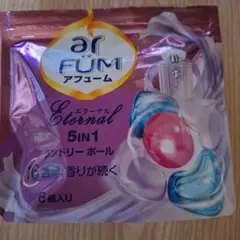 ar
FÜM
アフューム
エターナル
Eternal
5IN1
ランドリー ボール
香りが続く
6個入り